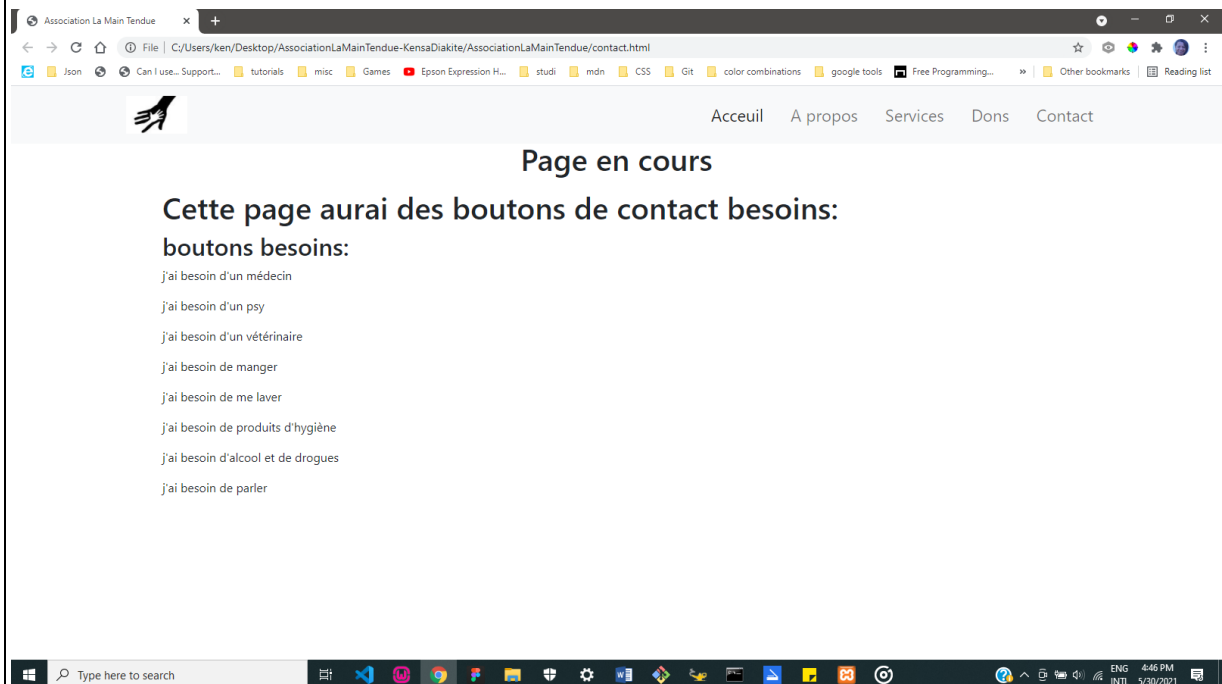 Association La Main Tendue
File | C:/Users/ken/Desktop/AssociationLaMainTendue-KensaDiakite/AssociationLaMainTendue/contact.html
Json Can I use... Support... tutorials misc Games Epson Expression H... studi mdn CSS Git color combinations google tools Free Programming... » Other bookmarks Reading list
Acceuil A propos Services Dons Contact
Page en cours
Cette page aurai des boutons de contact besoins:
boutons besoins:
j'ai besoin d'un médecin
j'ai besoin d'un psy
j'ai besoin d'un vétérinaire
j'ai besoin de manger
j'ai besoin de me laver
j'ai besoin de produits d'hygiène
j'ai besoin d'alcool et de drogues
j'ai besoin de parler
Type here to search
ENG 4:46 PM
INTL 5/30/2021